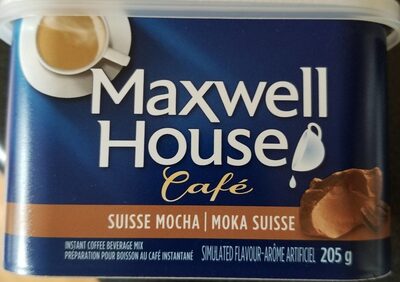 Maxwell
House
Café
SUISSE MOCHA | MOKA SUISSE
INSTANT COFFEE BEVERAGE MIX
PRÉPARATION POUR BOISSON AU CAFÉ INSTANTANÉ
SIMULATED FLAVOUR-ARÔME ARTIFICIEL 205 g